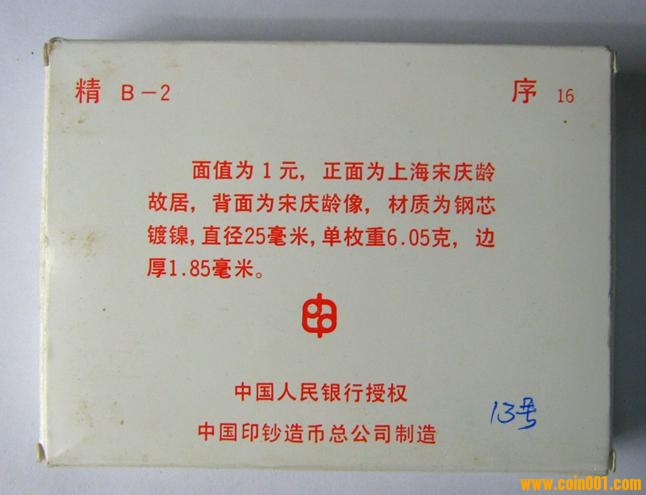 精 B-2 序 16
面值为1元，正面为上海宋庆龄
故居，背面为宋庆龄像，材质为钢芯
镀镍,直径25毫米,单枚重6.05克，边
厚1.85毫米。
中国人民银行授权
中国印钞造币总公司制造
13号
www.coin001.com